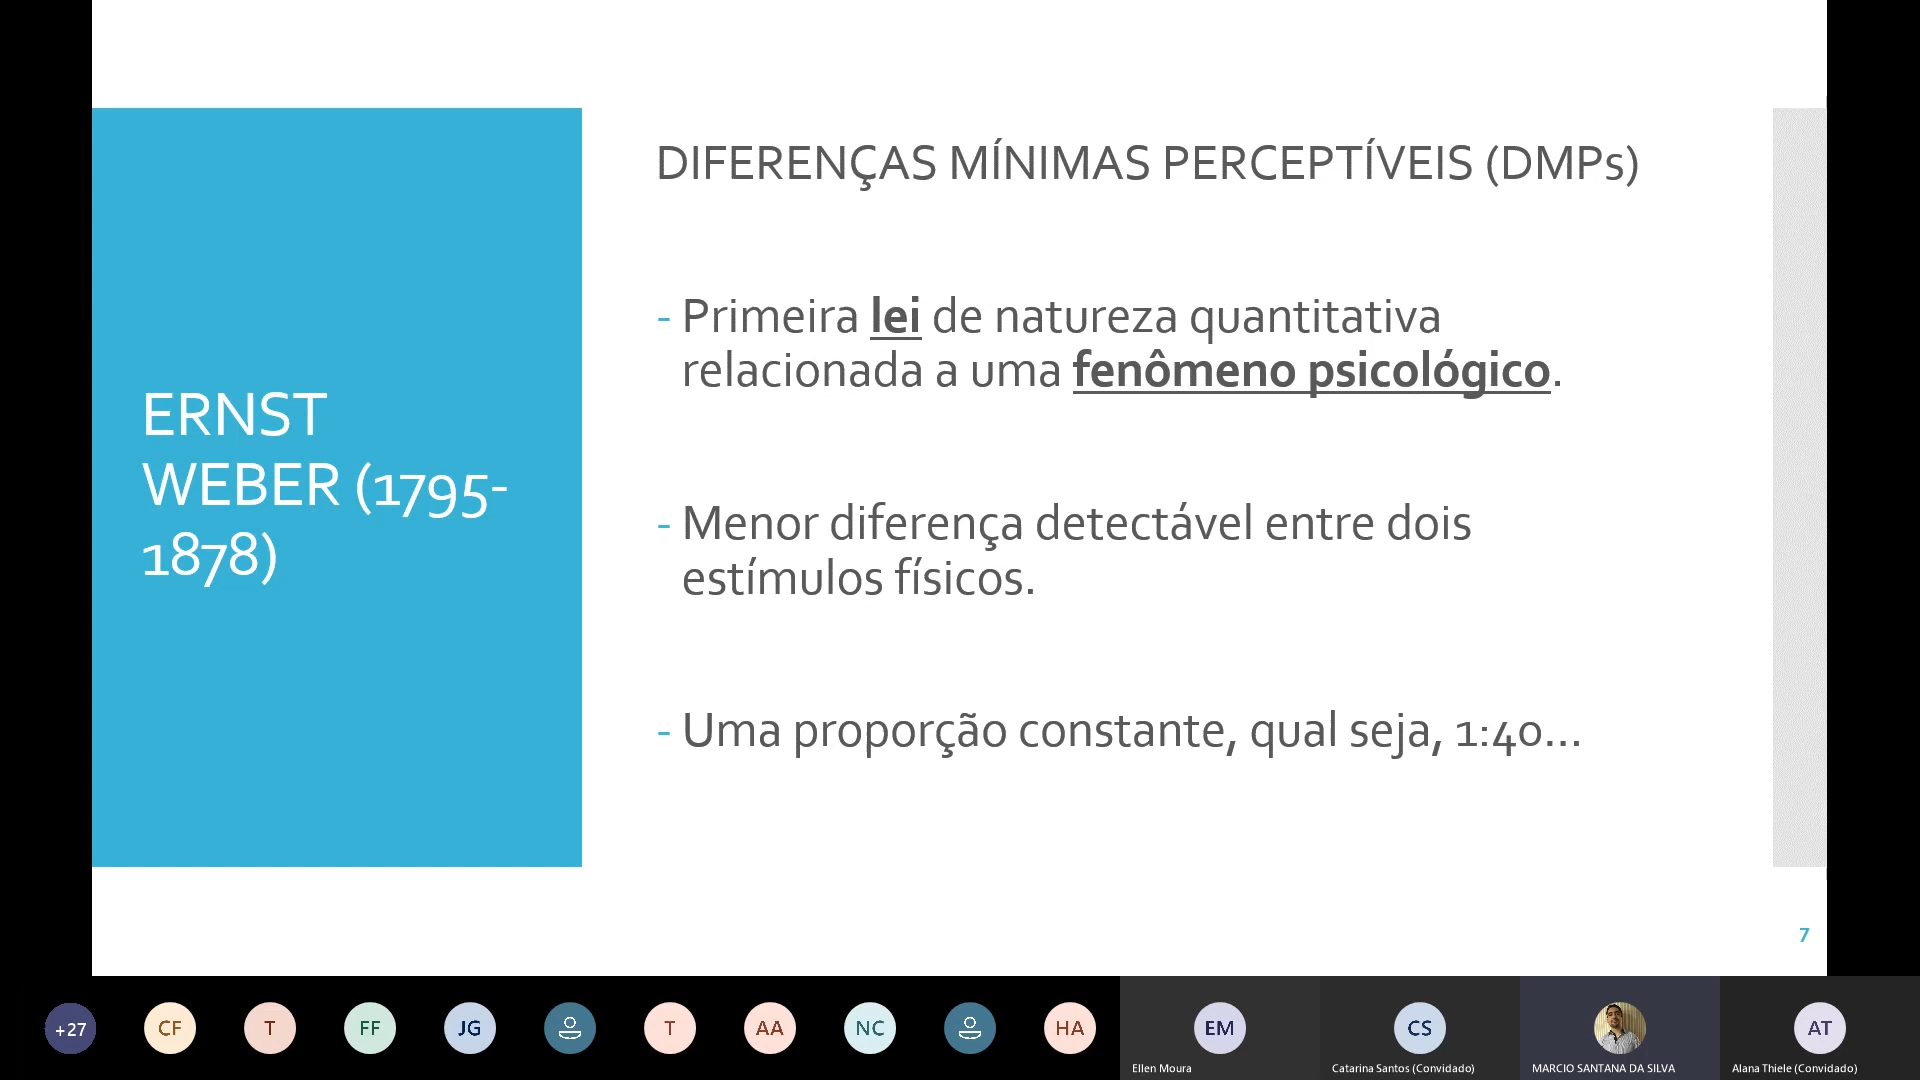 ERNST
WEBER (1795-
1878)
DIFERENÇAS MÍNIMAS PERCEPTÍVEIS (DMPs)
- Primeira lei de natureza quantitativa
relacionada a uma fenômeno psicológico.
- Menor diferença detectável entre dois
estímulos físicos.
- Uma proporção constante, qual seja, 1:40...
7
+27
CF
T
FF
JG
T
AA
NC
HA
EM
CS
AT
Ellen Moura
Catarina Santos (Convidado)
MARCIO SANTANA DA SILVA
Alana Thiele (Convidado)